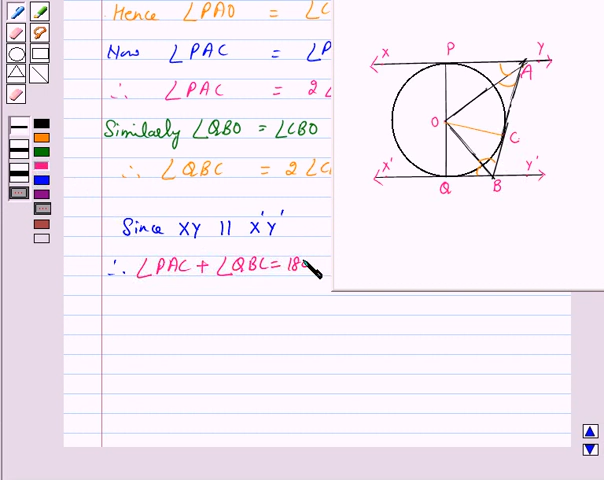 Hence ∠PAO = ∠C
Now ∠PAC = ∠P
∴ ∠PAC = 2∠
Similarly ∠QBO = ∠CBO
∴ ∠QBC = 2∠C
Since XY || X'Y'
∴ ∠PAC + ∠QBC = 18
X P Y
A
O
C
X' Q B Y'